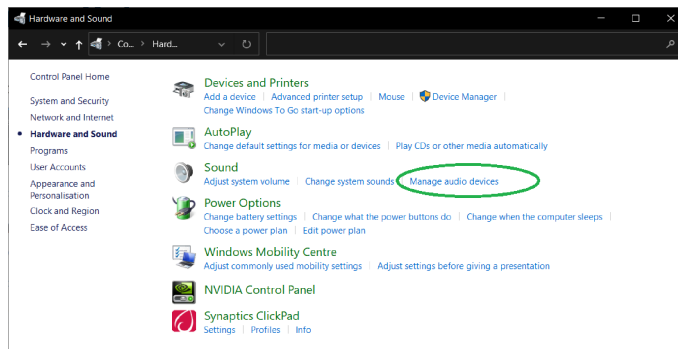 Hardware and Sound
Co... Hard...
Control Panel Home
System and Security
Network and Internet
Hardware and Sound
Programs
User Accounts
Appearance and
Personalisation
Clock and Region
Ease of Access
Devices and Printers
Add a device Advanced printer setup Mouse Device Manager
Change Windows To Go start-up options
AutoPlay
Change default settings for media or devices Play CDs or other media automatically
Sound
Adjust system volume Change system sounds Manage audio devices
Power Options
Change battery settings Change what the power buttons do Change when the computer sleeps
Choose a power plan Edit power plan
Windows Mobility Centre
Adjust commonly used mobility settings Adjust settings before giving a presentation
NVIDIA Control Panel
Synaptics ClickPad
Settings Profiles Info